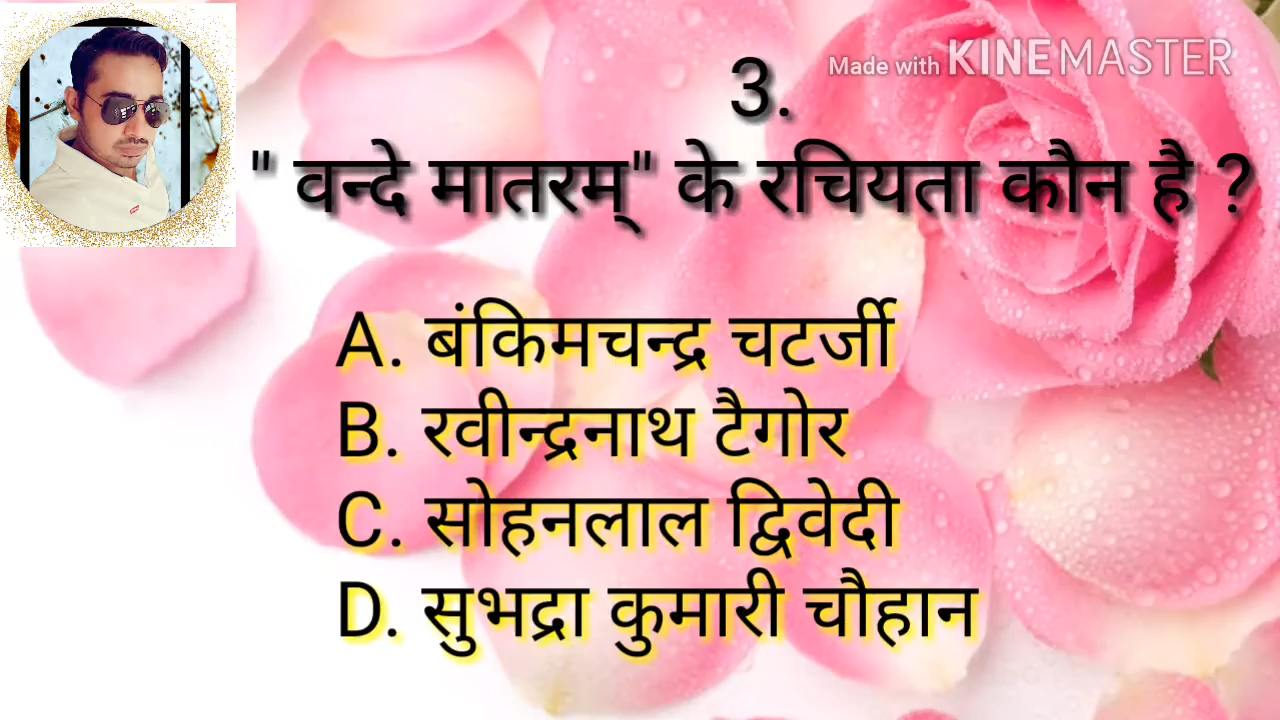 Made with KINEMASTER
3.
" वन्दे मातरम्" के रचियता कौन है ?
A. बंकिमचन्द्र चटर्जी
B. रवीन्द्रनाथ टैगोर
C. सोहनलाल द्विवेदी
D. सुभद्रा कुमारी चौहान